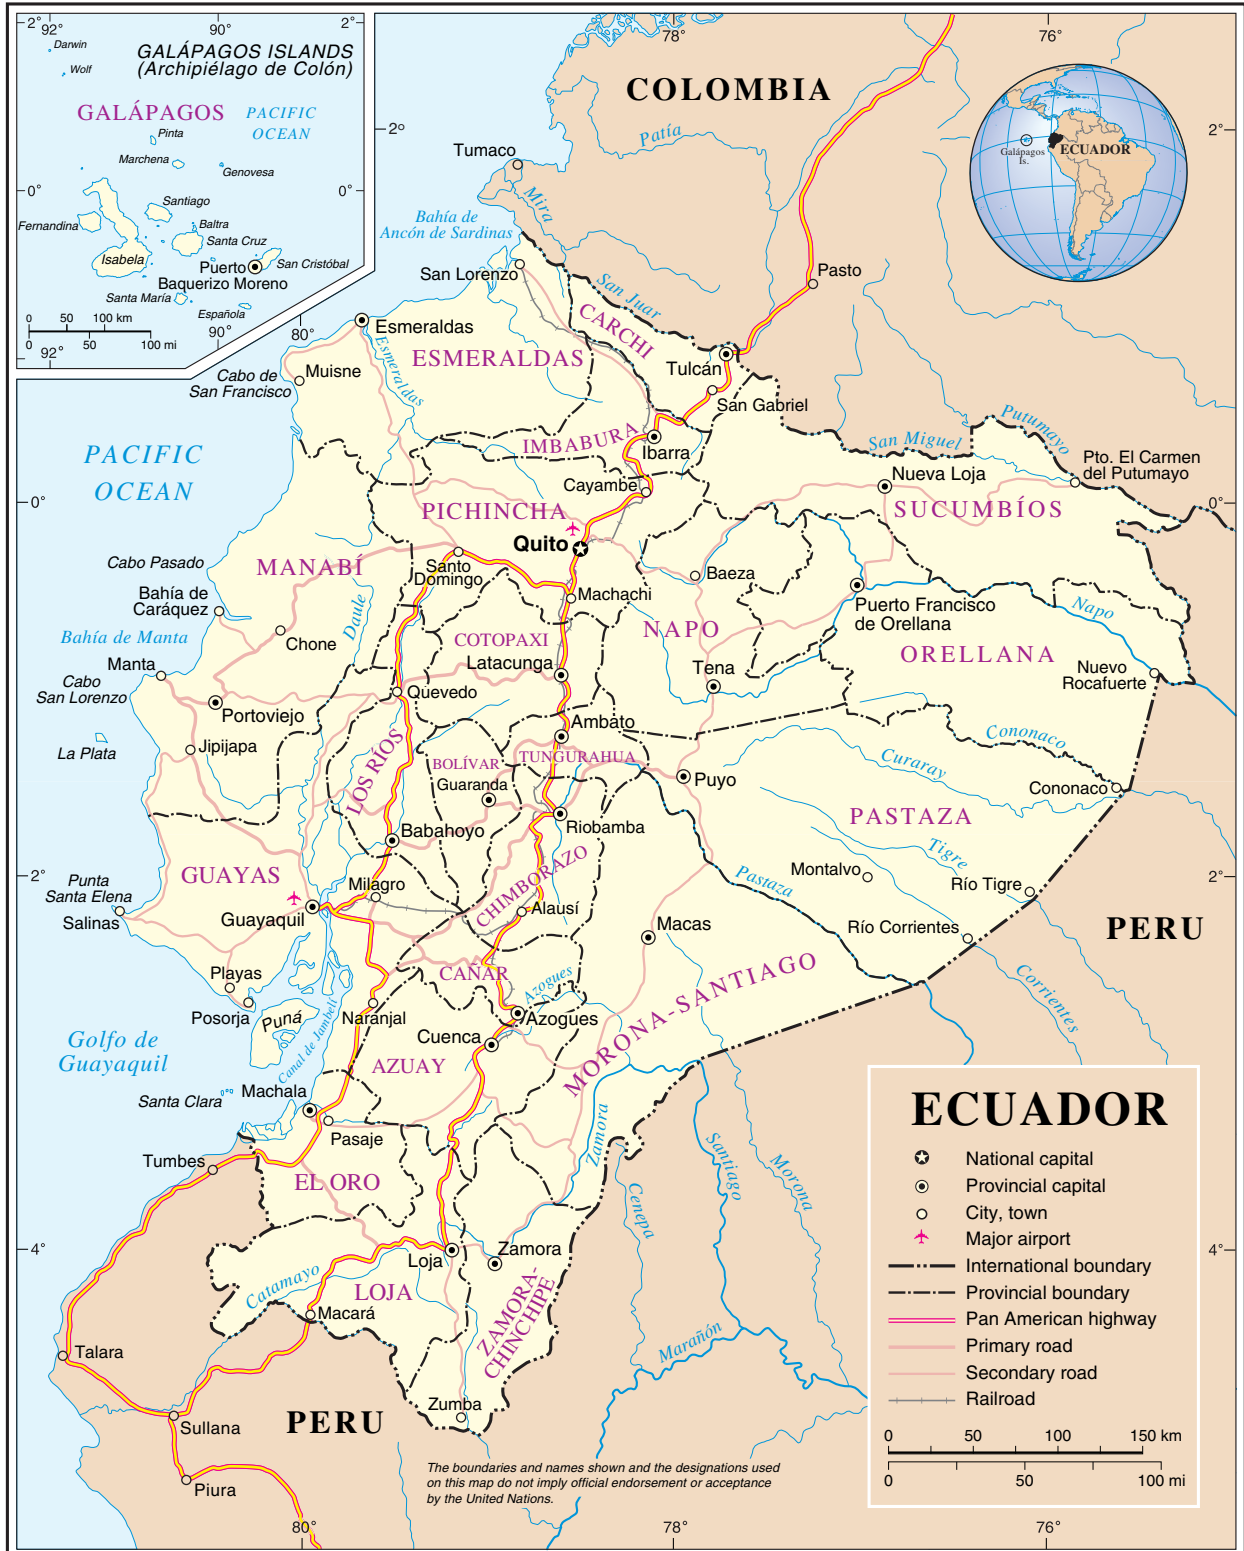 92°
90°
2°
2°
Darwin
Wolf
GALÁPAGOS ISLANDS
(Archipiélago de Colón)
GALÁPAGOS
PACIFIC
OCEAN
Pinta
Marchena
Genovesa
0°
0°
Santiago
Fernandina
Baltra
Santa Cruz
Isabela
Puerto
Baquerizo Moreno
San Cristóbal
Santa María
Española
0 50 100 km
0 50 100 mi
92°
90°
80°
78°
76°
2°
2°
COLOMBIA
Patía
Tumaco
Mira
Bahía de
Ancón de Sardinas
Galápagos
Is.
ECUADOR
San Lorenzo
San Juar
Pasto
CARCHI
Esmeraldas
ESMERALDAS
Esmeraldas
Tulcán
Muisne
Cabo de
San Francisco
San Gabriel
IMBABURA
Ibarra
San Miguel
Putumayo
Pto. El Carmen
del Putumayo
PACIFIC
OCEAN
Nueva Loja
Cayambe
SUCUMBÍOS
PICHINCHA
0°
0°
Quito
Cabo Pasado
MANABÍ
Santo
Domingo
Baeza
Bahía de
Caráquez
Machachi
Daule
Puerto Francisco
de Orellana
Napo
Bahía de Manta
Chone
COTOPAXI
NAPO
ORELLANA
Latacunga
Manta
Tena
Nuevo
Rocafuerte
Cabo
San Lorenzo
Quevedo
Portoviejo
Ambato
Jipijapa
Cononaco
La Plata
LOS RÍOS
BOLÍVAR
TUNGURAHUA
Curaray
Guaranda
Puyo
Cononaco
PASTAZA
Babahoyo
Riobamba
Tigre
GUAYAS
CHIMBORAZO
Montalvo
Pastaza
Río Tigre
2°
2°
Punta
Santa Elena
Milagro
Salinas
Guayaquil
Alausí
Macas
Río Corrientes
PERU
Playas
CAÑAR
Azogues
MORONA-SANTIAGO
Corrientes
Posorja
Puná
Naranjal
Azogues
Canal de Jambelí
Cuenca
Golfo de
Guayaquil
AZUAY
Machala
Santa Clara
Pasaje
Zamora
Santiago
Morona
Tumbes
EL ORO
Cenepa
4°
4°
Loja
Zamora
Catamayo
LOJA
Macará
ZAMORA-
CHINCHIPE
Marañón
Talara
Zumba
Sullana
PERU
Piura
ECUADOR
National capital
Provincial capital
City, town
Major airport
International boundary
Provincial boundary
Pan American highway
Primary road
Secondary road
Railroad
0 50 100 150 km
0 50 100 mi
The boundaries and names shown and the designations used
on this map do not imply official endorsement or acceptance
by the United Nations.
80°
78°
76°